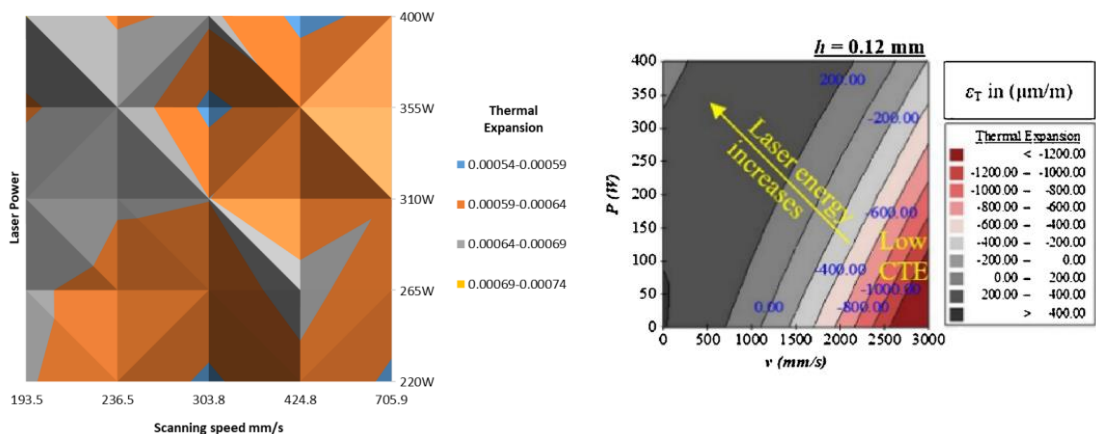 400W
355W
310W
265W
220W
Laser Power
193.5 236.5 303.8 424.8 705.9
Scanning speed mm/s
Thermal
Expansion
0.00054-0.00059
0.00059-0.00064
0.00064-0.00069
0.00069-0.00074
h = 0.12 mm
400
350
300
250
200
150
100
50
0
P (W)
0 500 1000 1500 2000 2500 3000
v (mm/s)
200.00
-200.00
Laser energy
increases
-600.00
Low
CTE
-400.00
-1000.00
0.00
-800.00
εT in (μm/m)
Thermal Expansion
< -1200.00
-1200.00 – -1000.00
-1000.00 – -800.00
-800.00 – -600.00
-600.00 – -400.00
-400.00 – -200.00
-200.00 – 0.00
0.00 – 200.00
200.00 – 400.00
> 400.00